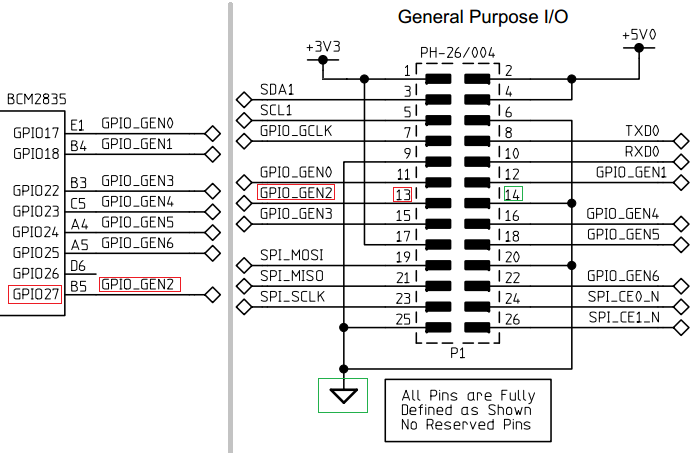 General Purpose I/O
+3V3
PH-26/004
+5V0
1
2
SDA1
3
4
SCL1
5
6
GPIO_GCLK
7
8
TXD0
9
10
RXD0
GPIO_GEN0
11
12
GPIO_GEN1
GPIO_GEN2
13
14
GPIO_GEN3
15
16
GPIO_GEN4
17
18
GPIO_GEN5
SPI_MOSI
19
20
SPI_MISO
21
22
GPIO_GEN6
SPI_SCLK
23
24
SPI_CE0_N
25
26
SPI_CE1_N
P1
All Pins are Fully
Defined as Shown
No Reserved Pins
BCM2835
GPIO17 E1 GPIO_GEN0
GPIO18 B4 GPIO_GEN1
GPIO22 B3 GPIO_GEN3
GPIO23 C5 GPIO_GEN4
GPIO24 A4 GPIO_GEN5
GPIO25 A5 GPIO_GEN6
GPIO26 D6
GPIO27 B5 GPIO_GEN2